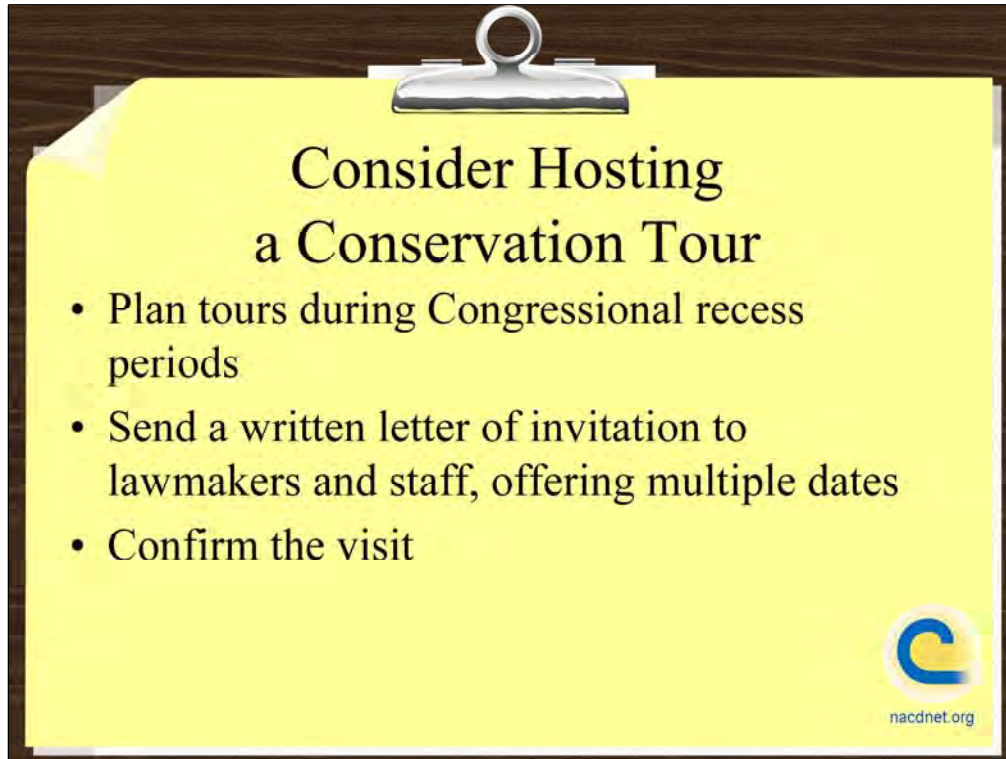 Consider Hosting
a Conservation Tour
• Plan tours during Congressional recess
periods
• Send a written letter of invitation to
lawmakers and staff, offering multiple dates
• Confirm the visit
nacdnet.org